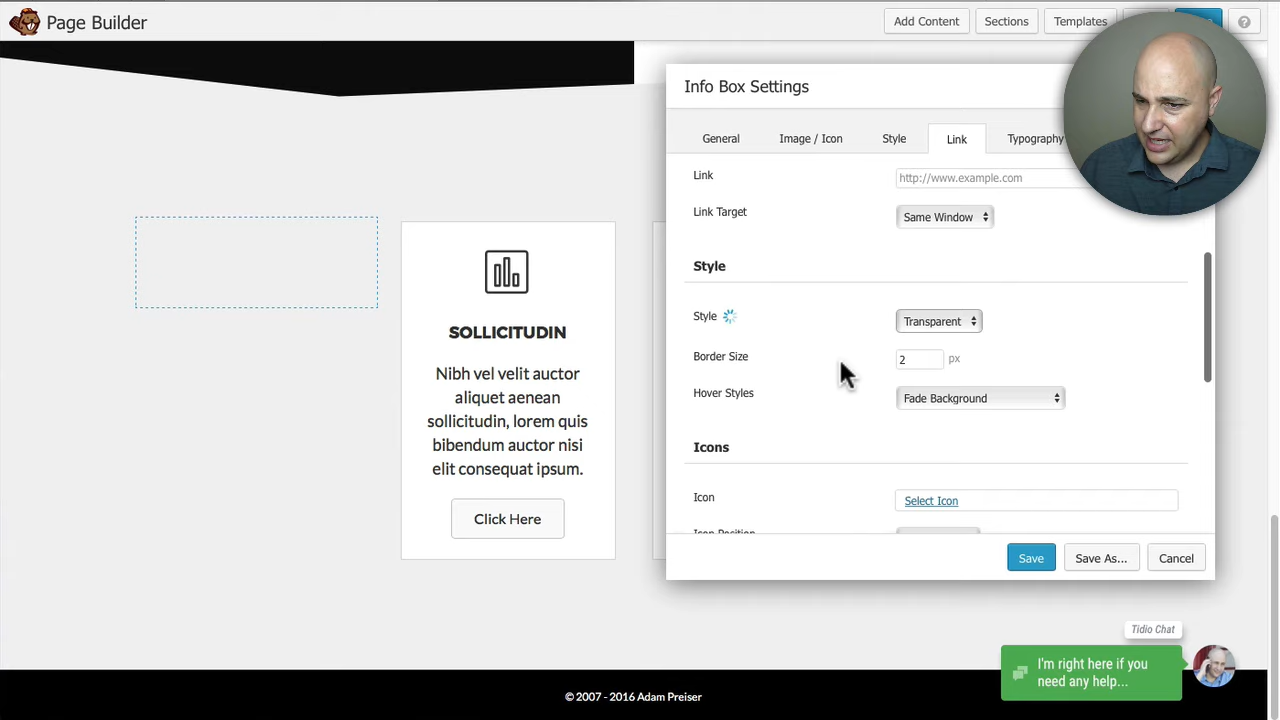 Page Builder
Add Content
Sections
Templates
?
Info Box Settings
General
Image / Icon
Style
Link
Typography
Link
http://www.example.com
Link Target
Same Window
Style
Style
Transparent
Border Size
2
px
Hover Styles
Fade Background
Icons
Icon
Select Icon
Save
Save As...
Cancel
SOLLICITUDIN
Nibh vel velit auctor
aliquet aenean
sollicitudin, lorem quis
bibendum auctor nisi
elit consequat ipsum.
Click Here
Tidio Chat
I'm right here if you
need any help...
© 2007 - 2016 Adam Preiser